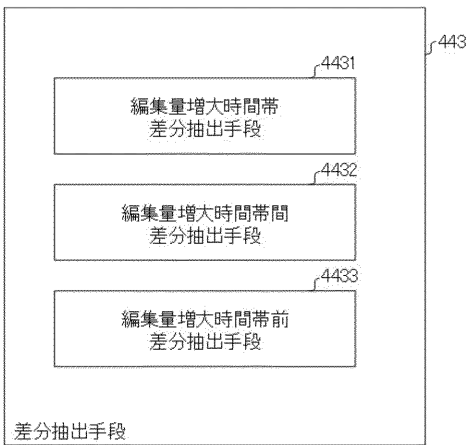 443
4431
編集量増大時間帯
差分抽出手段
4432
編集量増大時間帯間
差分抽出手段
4433
編集量増大時間帯前
差分抽出手段
差分抽出手段